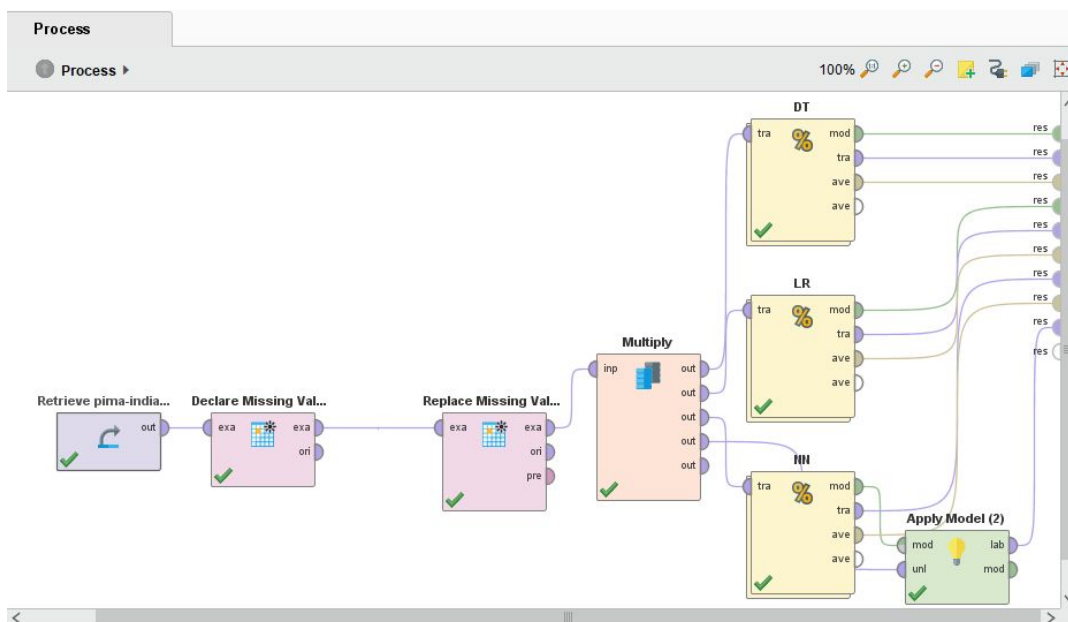 Process
Process
100%
DT
tra
mod
tra
ave
ave
res
res
res
res
res
res
res
res
res
res
LR
tra
mod
tra
ave
ave
Multiply
inp
out
out
out
out
out
Retrieve pima-india...
out
Declare Missing Val...
exa
exa
ori
Replace Missing Val...
exa
exa
ori
pre
NN
tra
mod
tra
ave
ave
Apply Model (2)
mod
lab
unl
mod